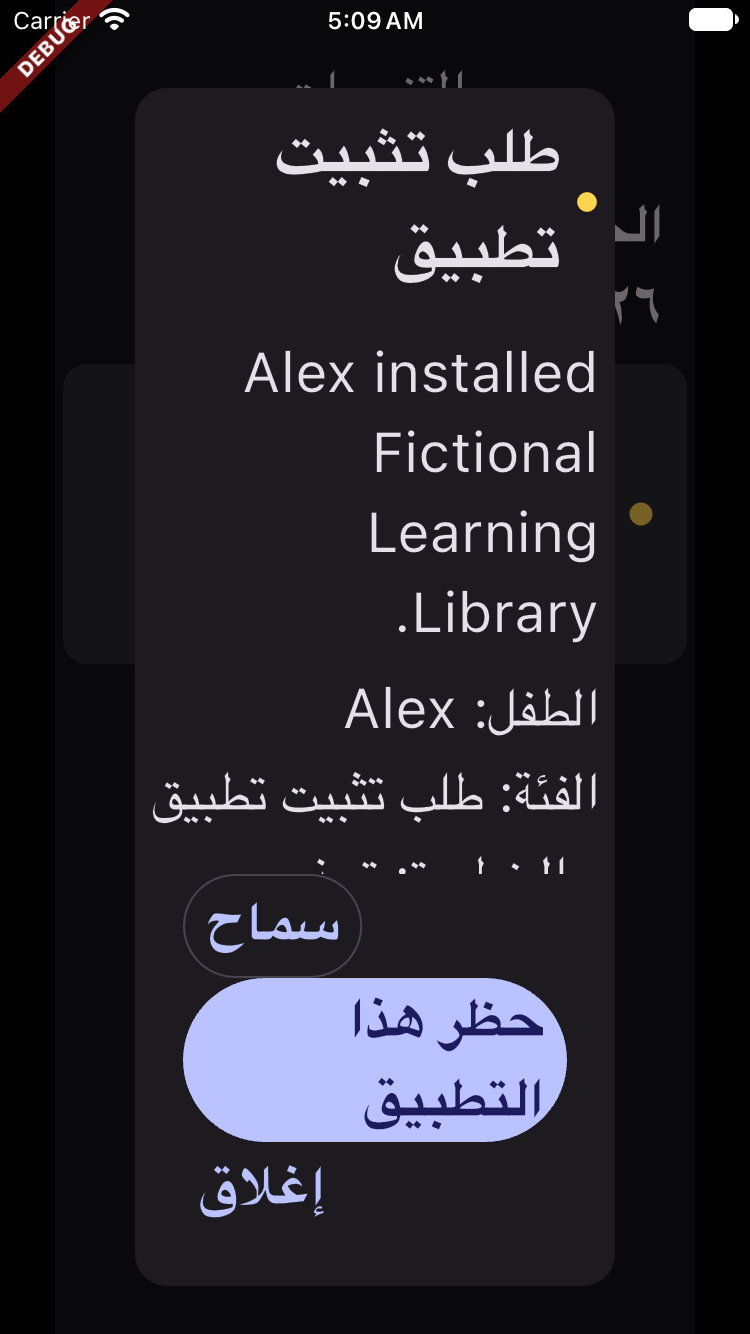 Carrier
5:09 AM
DEBUG
طلب تثبيت
تطبيق
Alex installed
Fictional
Learning
Library.
الطفل: Alex
الفئة: طلب تثبيت تطبيق
سماح
حظر هذا
التطبيق
إغلاق